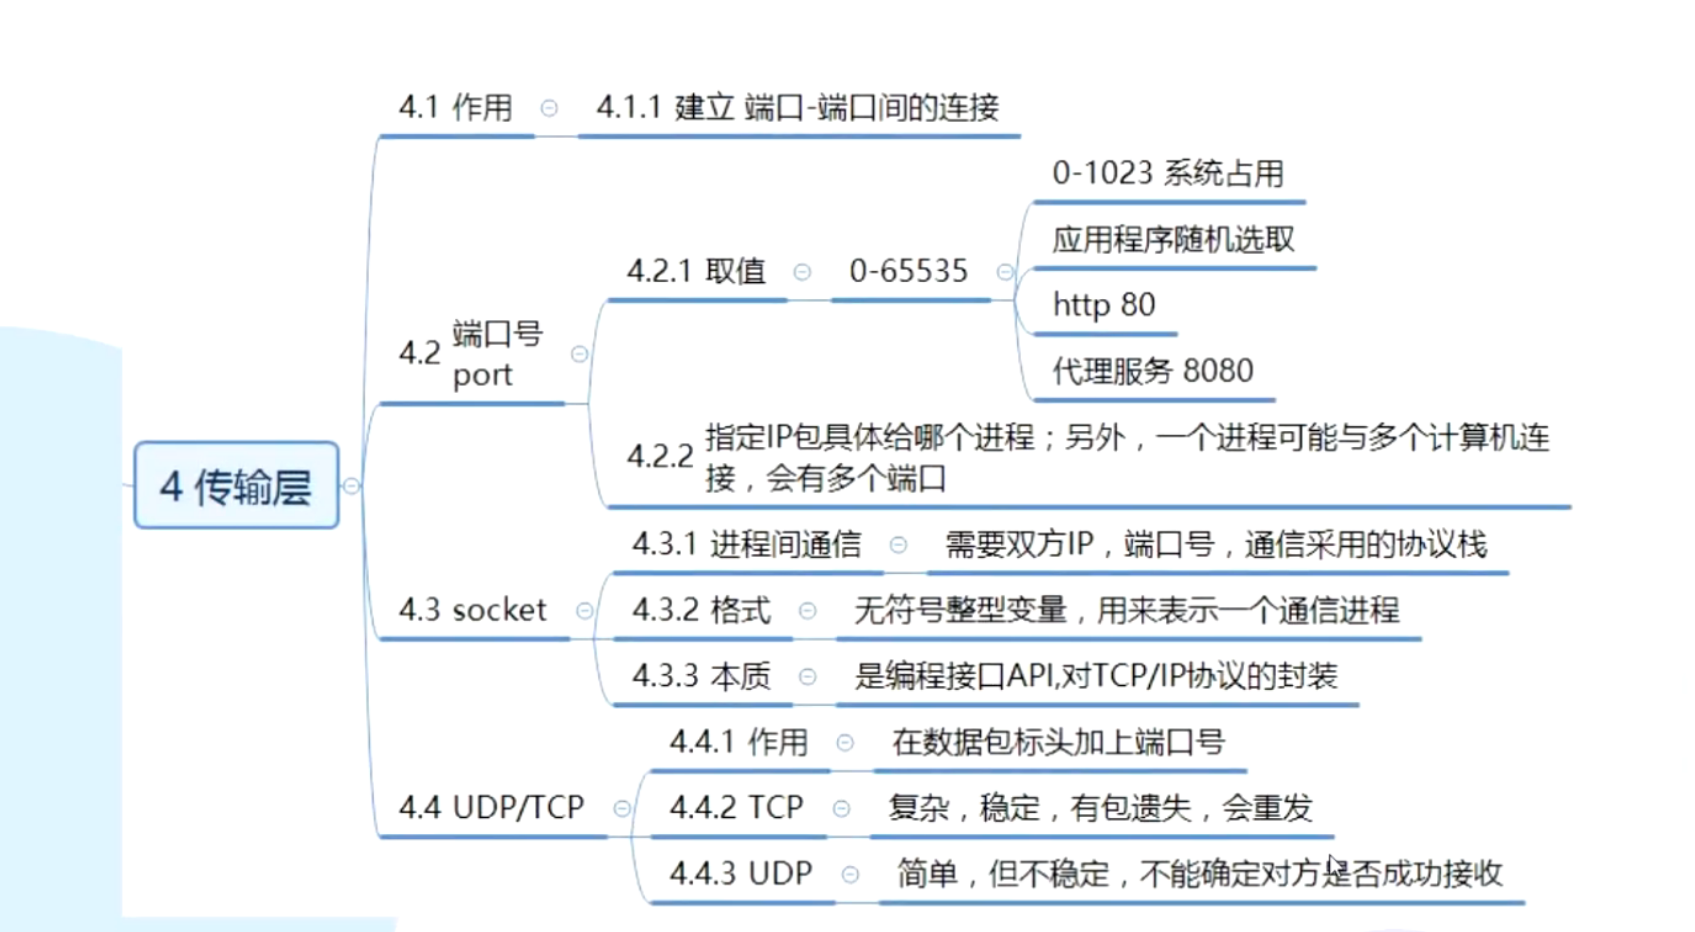 4 传输层
4.1 作用
4.1.1 建立 端口-端口间的连接
4.2 端口号
port
4.2.1 取值
0-65535
0-1023 系统占用
应用程序随机选取
http 80
代理服务 8080
4.2.2 指定IP包具体给哪个进程；另外，一个进程可能与多个计算机连
接，会有多个端口
4.3 socket
4.3.1 进程间通信
需要双方IP，端口号，通信采用的协议栈
4.3.2 格式
无符号整型变量，用来表示一个通信进程
4.3.3 本质
是编程接口API,对TCP/IP协议的封装
4.4 UDP/TCP
4.4.1 作用
在数据包标头加上端口号
4.4.2 TCP
复杂，稳定，有包遗失，会重发
4.4.3 UDP
简单，但不稳定，不能确定对方是否成功接收